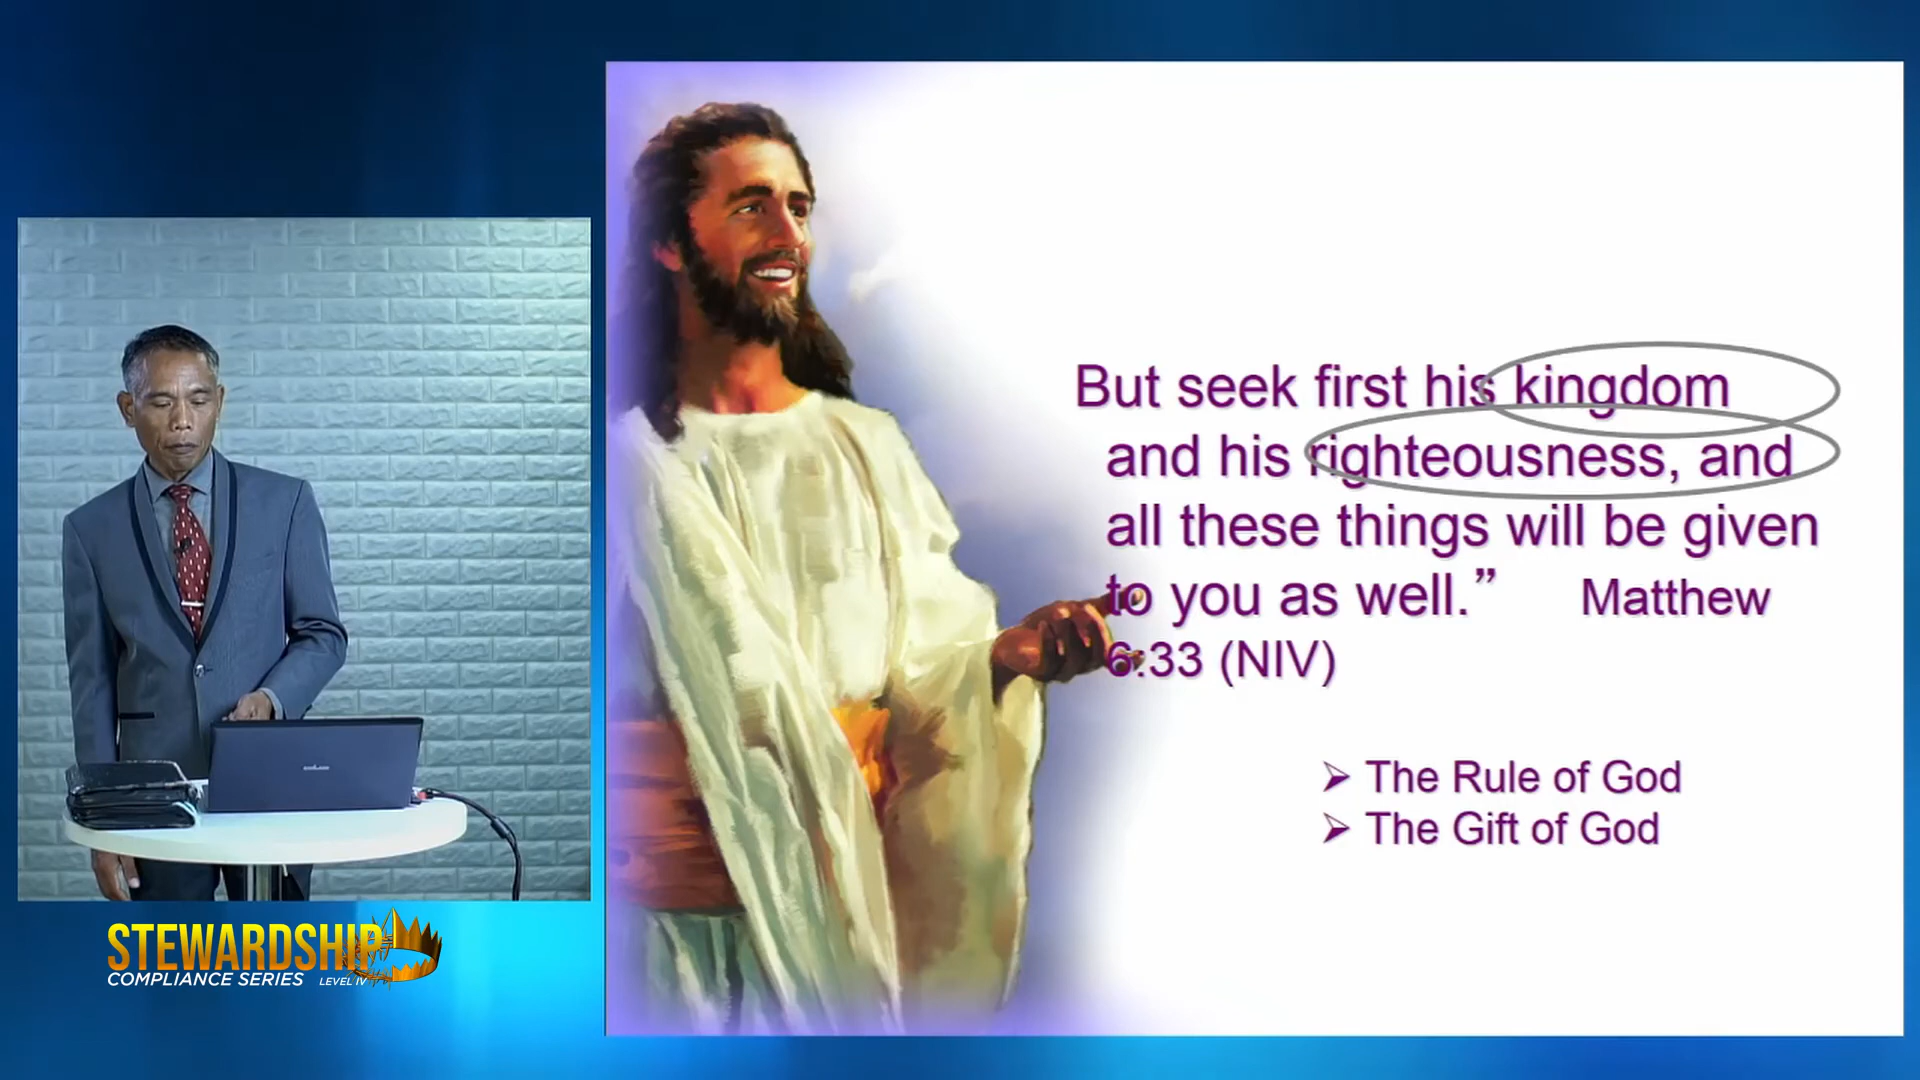 But seek first his kingdom
and his righteousness, and
all these things will be given
to you as well.” Matthew
6:33 (NIV)
➢ The Rule of God
➢ The Gift of God
STEWARDSHIP
COMPLIANCE SERIES LEVEL IV